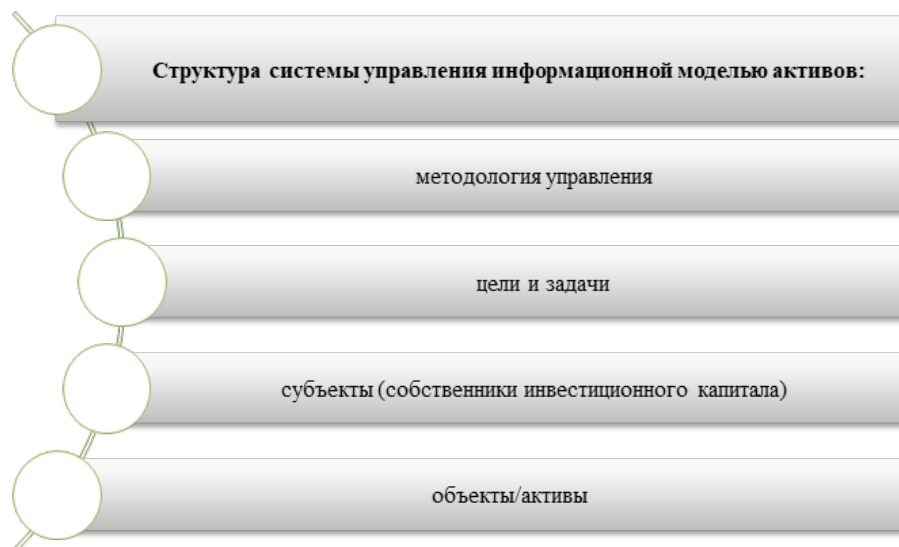 Структура системы управления информационной моделью активов:
методология управления
цели и задачи
субъекты (собственники инвестиционного капитала)
объекты/активы